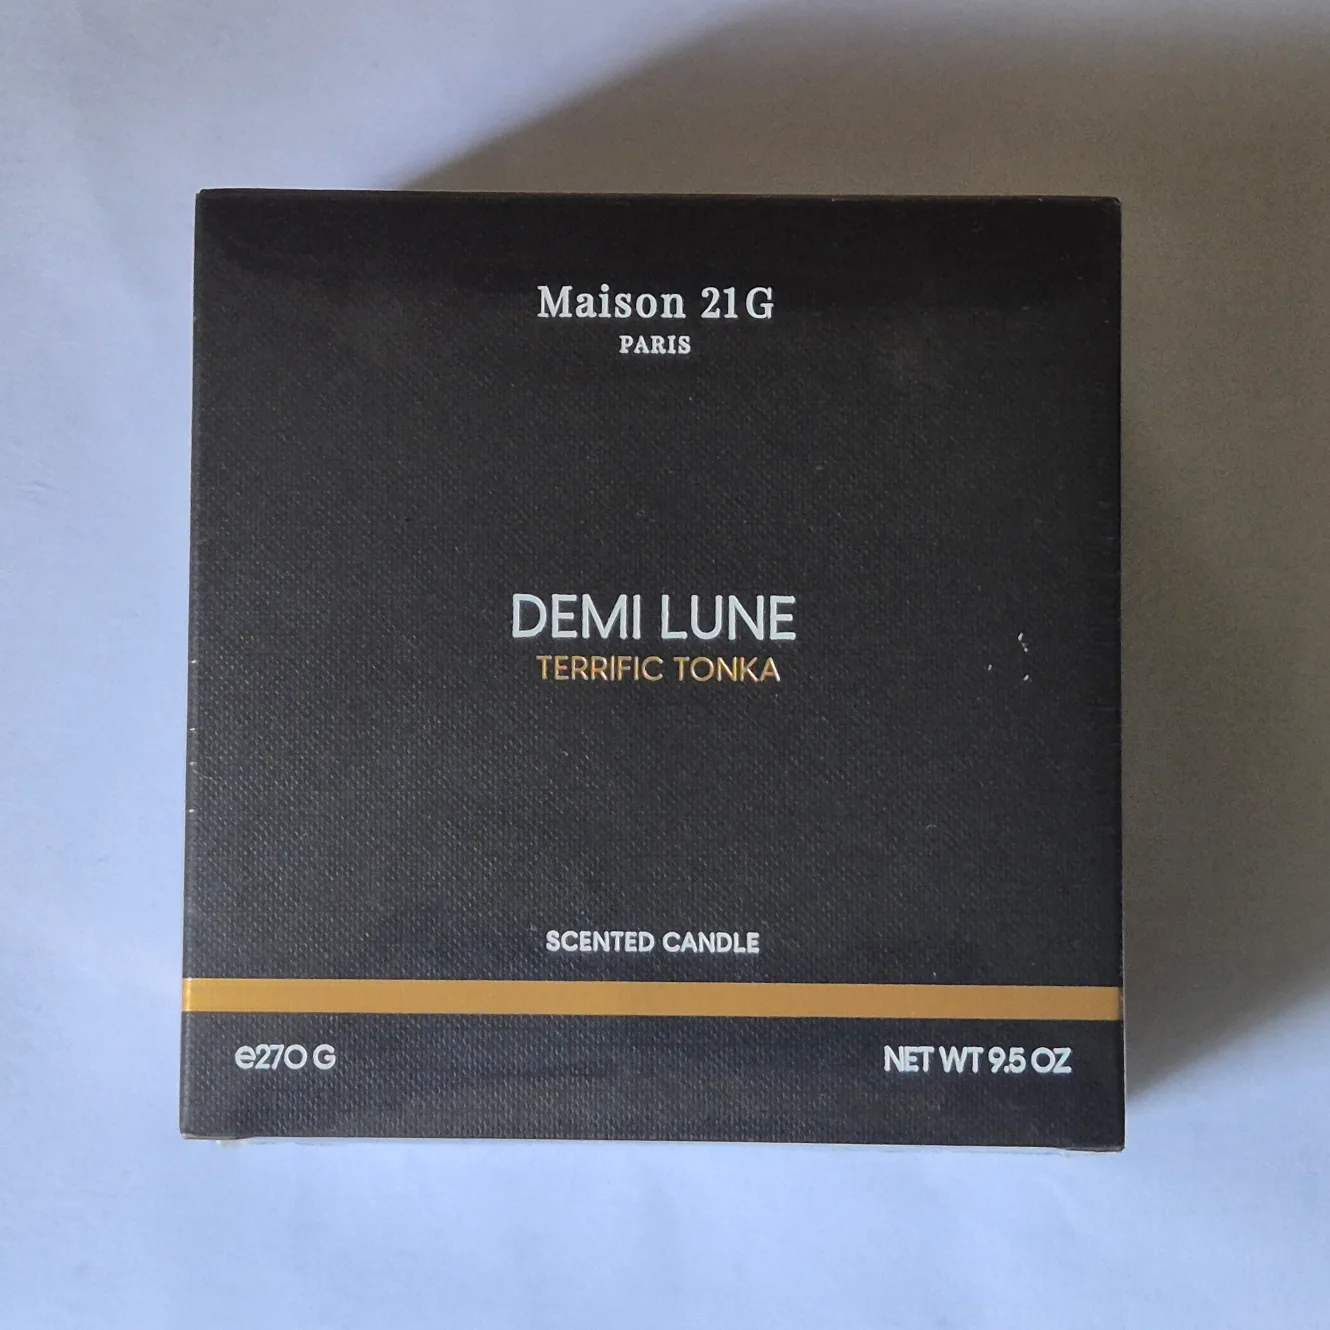 Maison 21G
PARIS
DEMI LUNE
TERRIFIC TONKA
SCENTED CANDLE
℮270 G
NET WT 9.5 OZ